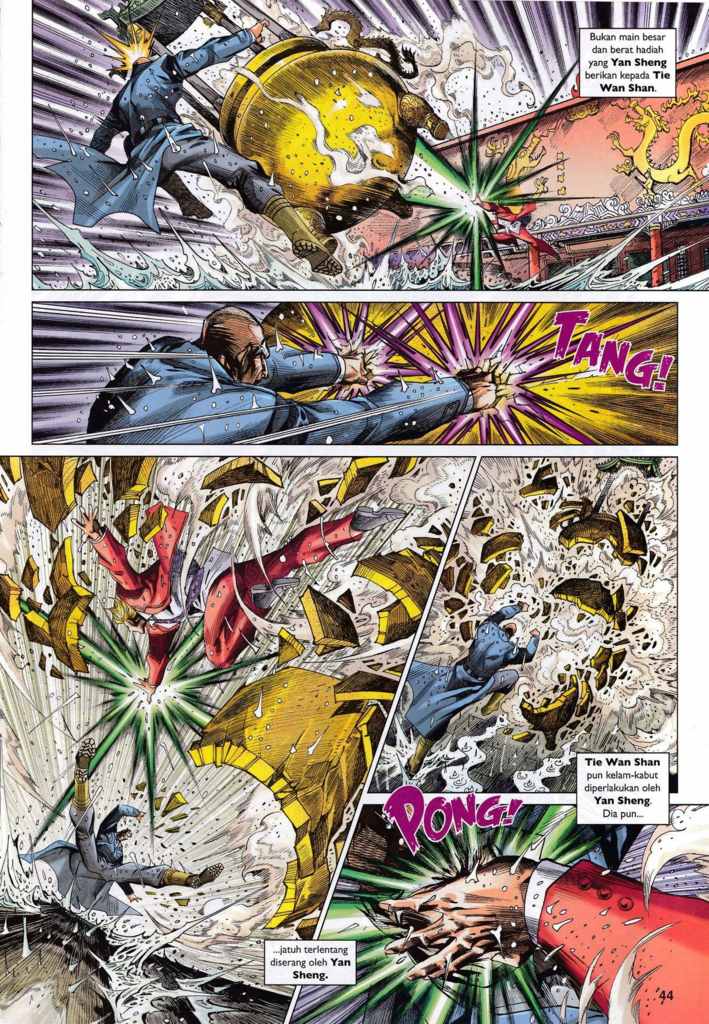 Bukan main besar
dan berat hadiah
yang Yan Sheng
berikan kepada Tie
Wan Shan.
TANG!
Tie Wan Shan
pun kelam-kabut
diperlakukan oleh
Yan Sheng.
Dia pun...
PONG!
...jatuh terlentang
diserang oleh Yan
Sheng.
44